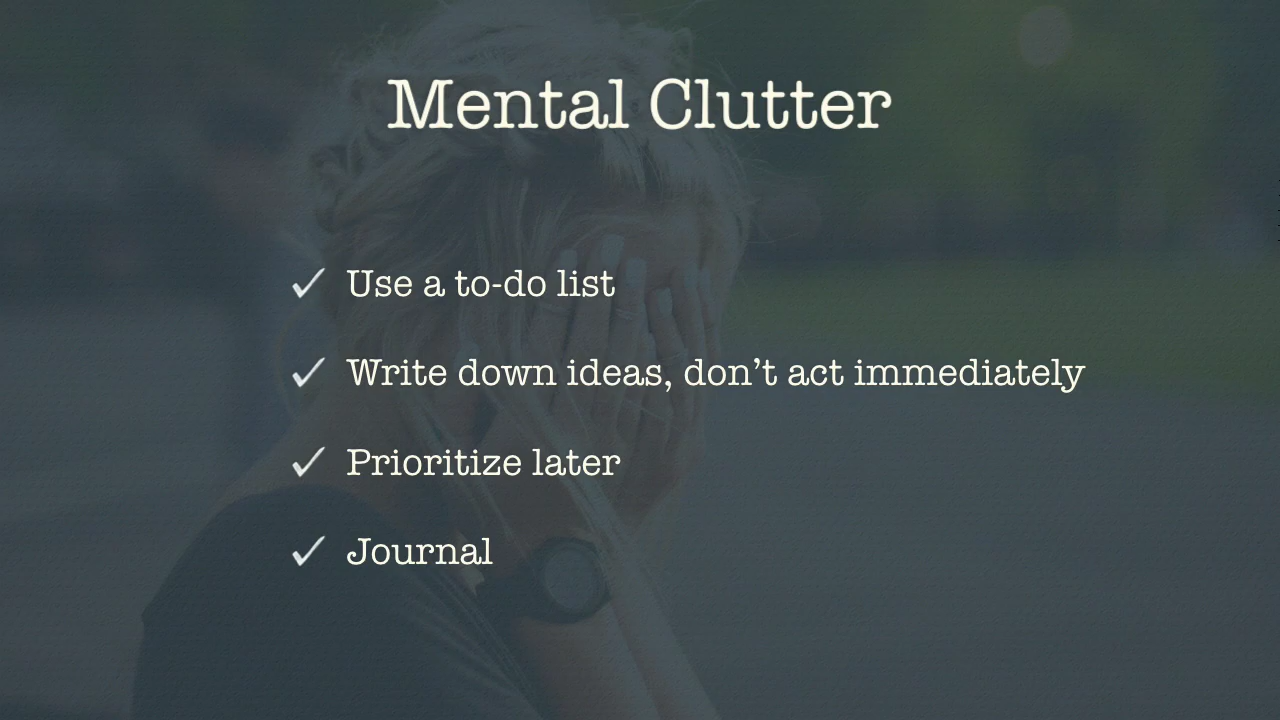 Mental Clutter
Use a to-do list
Write down ideas, don’t act immediately
Prioritize later
Journal